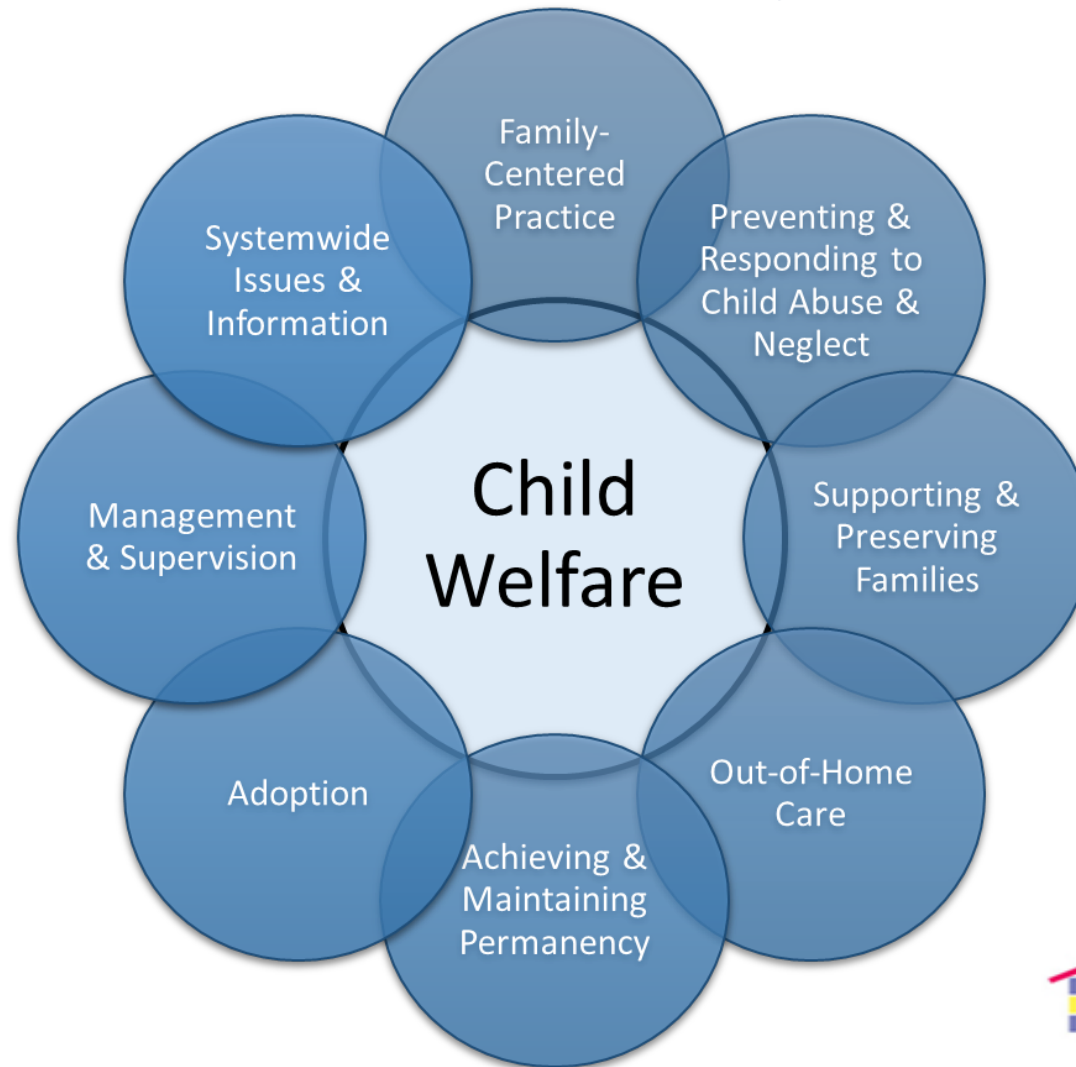 Family-
Centered
Practice
Preventing &
Responding to
Child Abuse &
Neglect
Supporting &
Preserving
Families
Out-of-Home
Care
Achieving &
Maintaining
Permanency
Adoption
Management
& Supervision
Systemwide
Issues &
Information
Child
Welfare